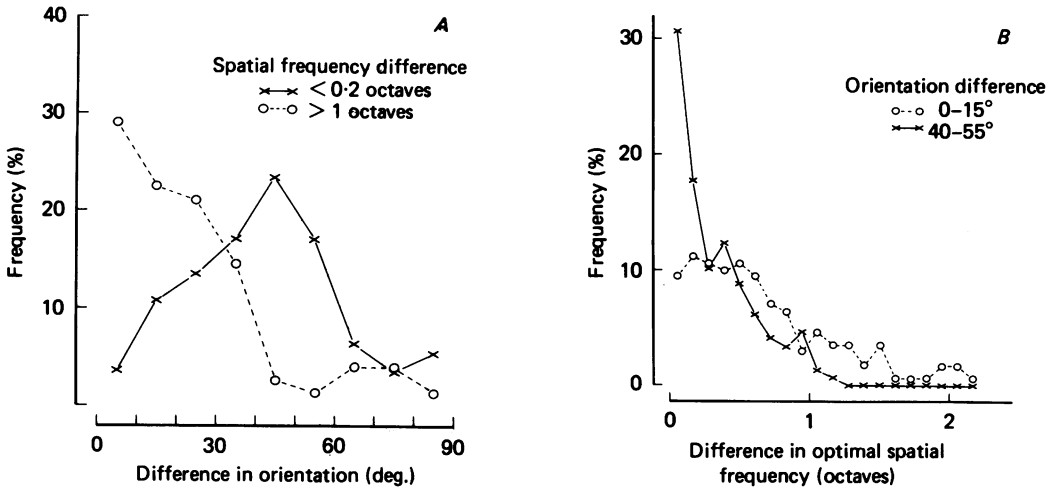 A
Spatial frequency difference
< 0·2 octaves
> 1 octaves
40
30
20
10
Frequency (%)
0 30 60 90
Difference in orientation (deg.)
B
Orientation difference
0–15°
40–55°
30
20
10
0
Frequency (%)
0 1 2
Difference in optimal spatial
frequency (octaves)